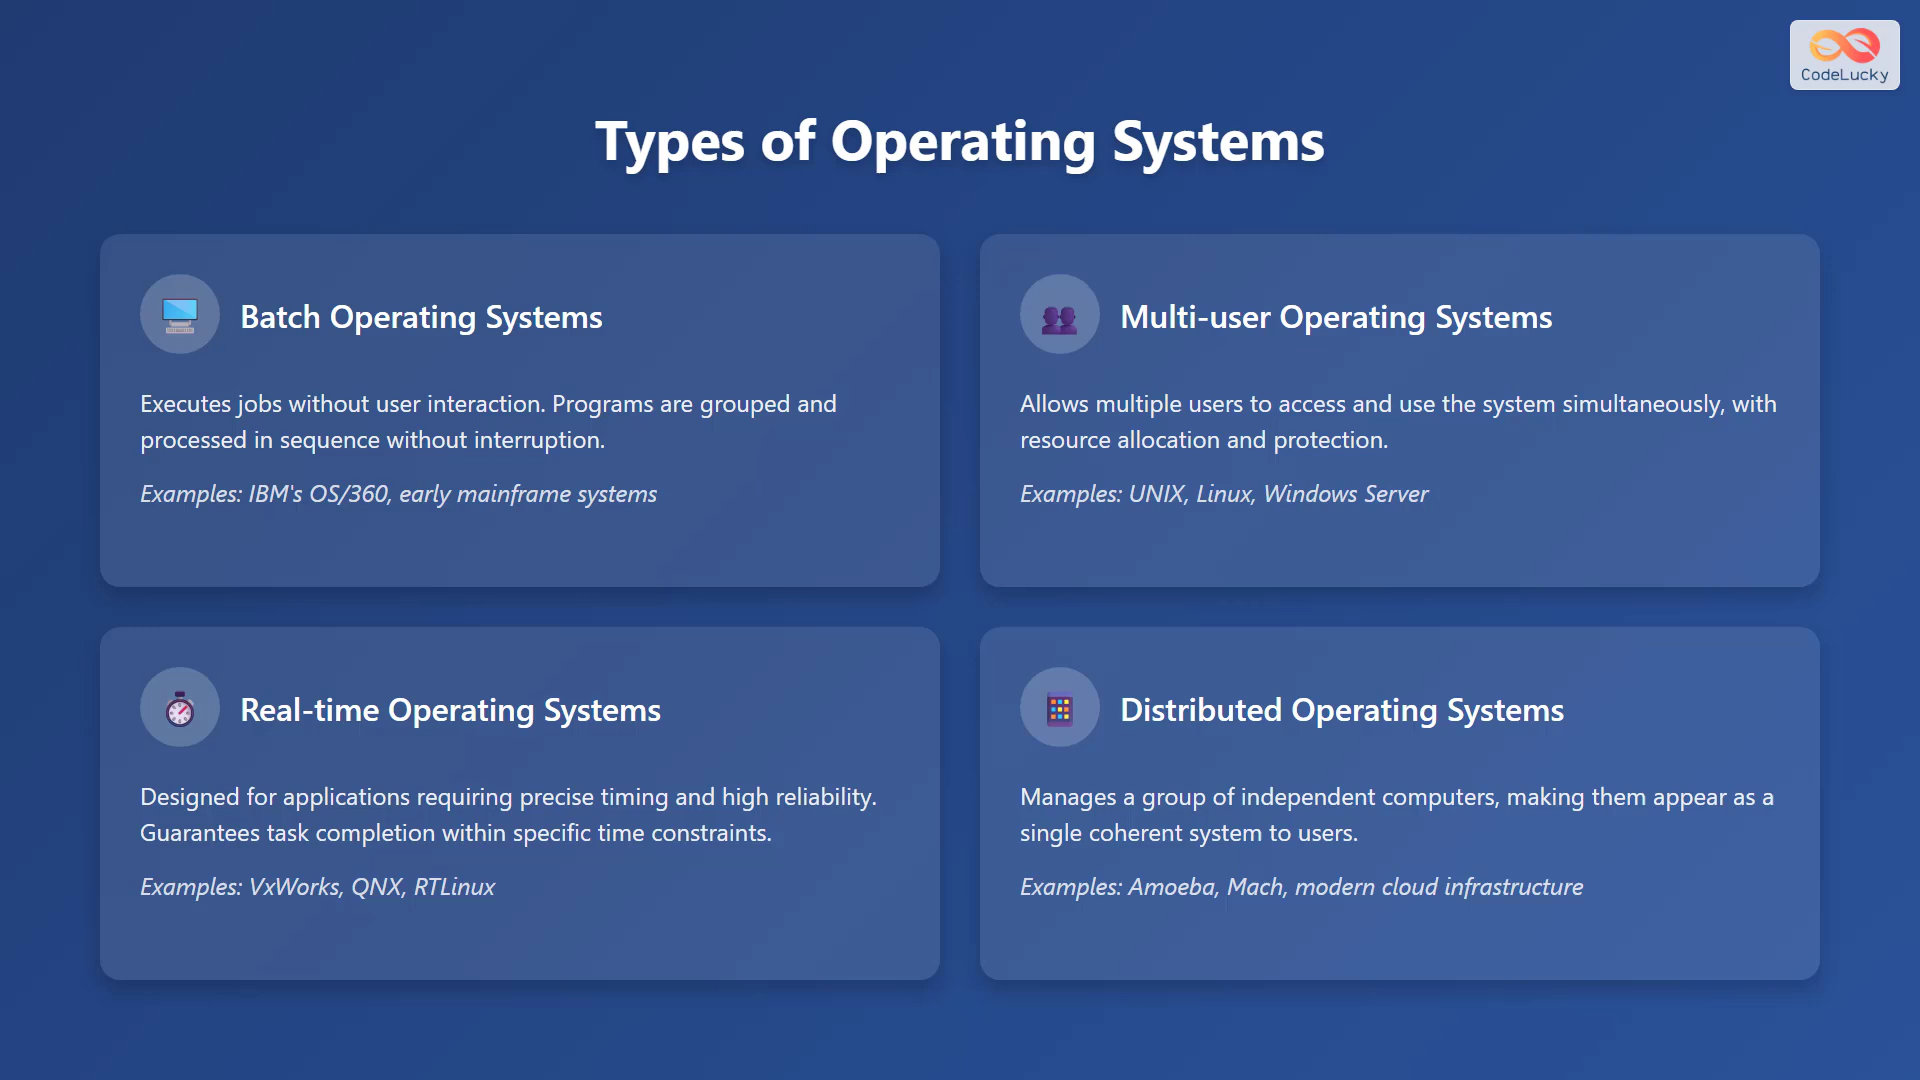 CodeLucky
Types of Operating Systems
Batch Operating Systems
Executes jobs without user interaction. Programs are grouped and
processed in sequence without interruption.
Examples: IBM's OS/360, early mainframe systems
Multi-user Operating Systems
Allows multiple users to access and use the system simultaneously, with
resource allocation and protection.
Examples: UNIX, Linux, Windows Server
Real-time Operating Systems
Designed for applications requiring precise timing and high reliability.
Guarantees task completion within specific time constraints.
Examples: VxWorks, QNX, RTLinux
Distributed Operating Systems
Manages a group of independent computers, making them appear as a
single coherent system to users.
Examples: Amoeba, Mach, modern cloud infrastructure